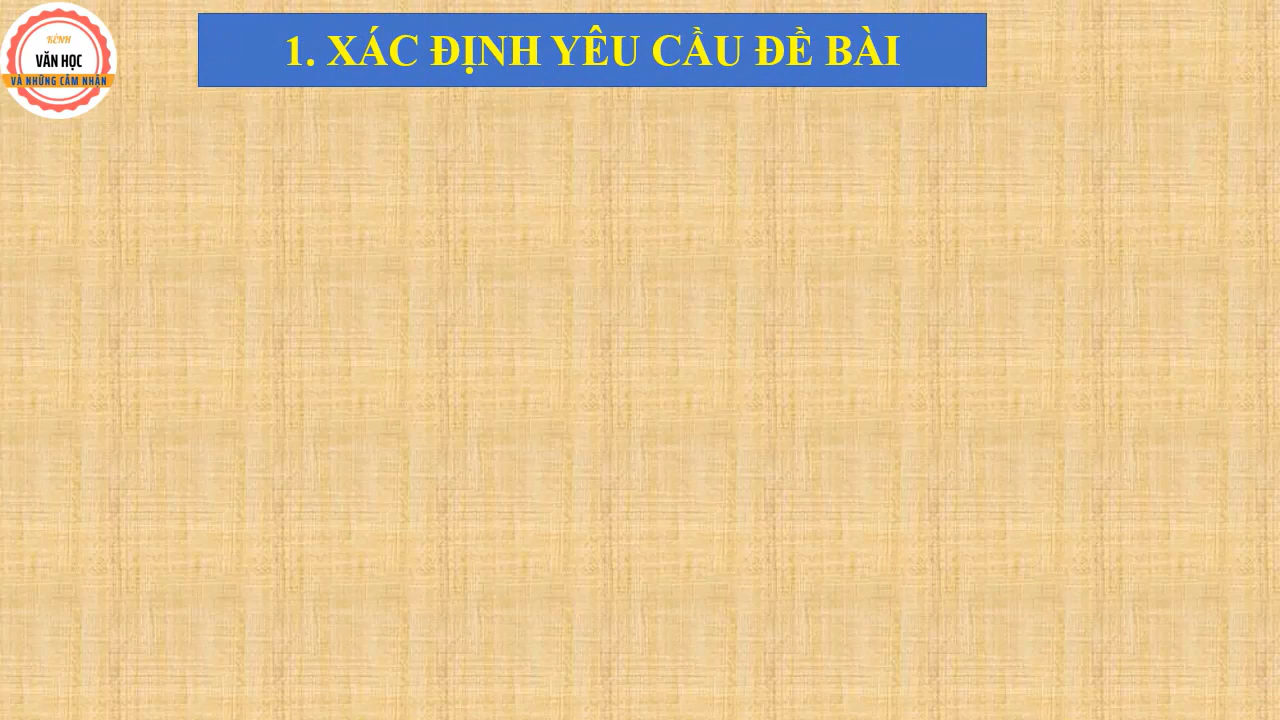 KÊNH
VĂN HỌC
VÀ NHỮNG CẢM NHẬN
1. XÁC ĐỊNH YÊU CẦU ĐỀ BÀI